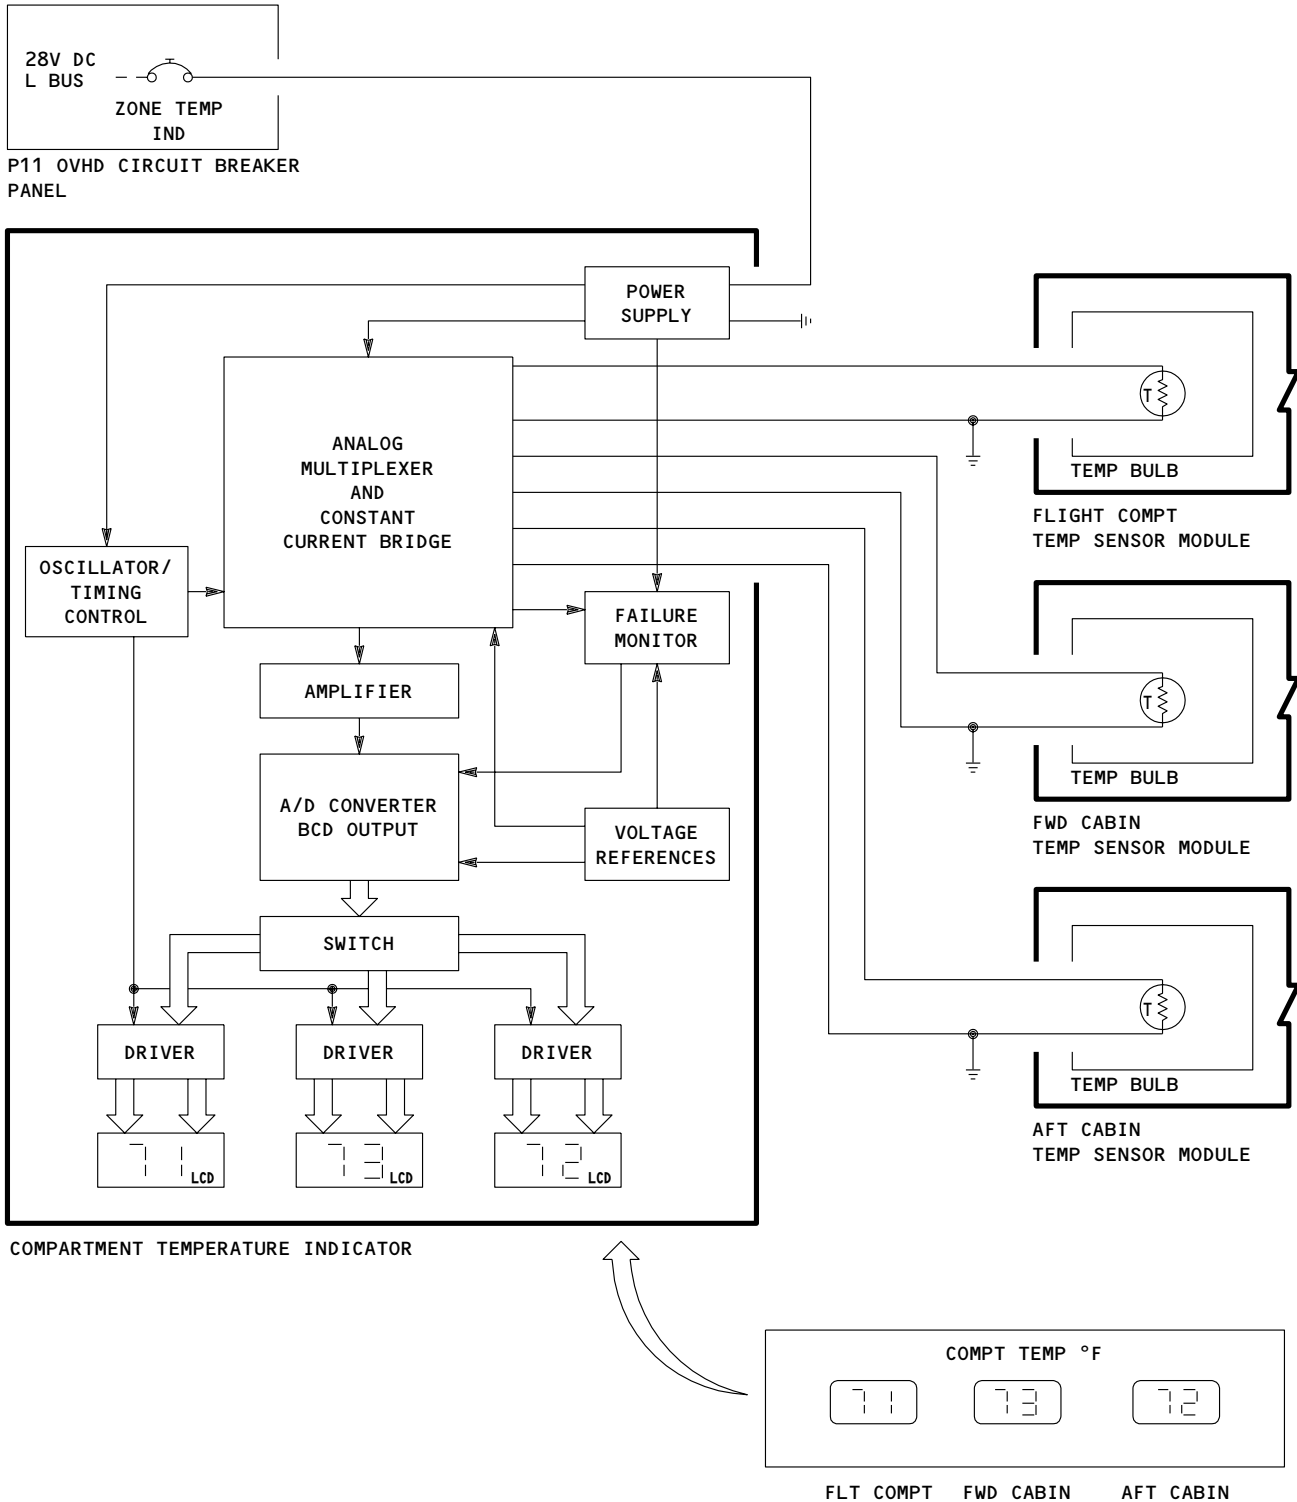 28V DC
L BUS
ZONE TEMP
IND
P11 OVHD CIRCUIT BREAKER
PANEL
POWER
SUPPLY
ANALOG
MULTIPLEXER
AND
CONSTANT
CURRENT BRIDGE
T
TEMP BULB
FLIGHT COMPT
TEMP SENSOR MODULE
OSCILLATOR/
TIMING
CONTROL
FAILURE
MONITOR
AMPLIFIER
T
TEMP BULB
FWD CABIN
TEMP SENSOR MODULE
A/D CONVERTER
BCD OUTPUT
VOLTAGE
REFERENCES
SWITCH
T
TEMP BULB
AFT CABIN
TEMP SENSOR MODULE
DRIVER
DRIVER
DRIVER
71 LCD
73 LCD
72 LCD
COMPARTMENT TEMPERATURE INDICATOR
COMPT TEMP °F
71
73
72
FLT COMPT
FWD CABIN
AFT CABIN